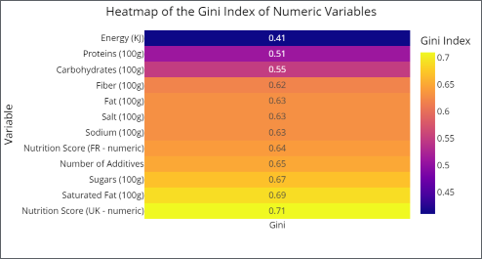 Heatmap of the Gini Index of Numeric Variables
Gini Index
Variable
Energy (KJ) 0.41
Proteins (100g) 0.51
Carbohydrates (100g) 0.55
Fiber (100g) 0.62
Fat (100g) 0.63
Salt (100g) 0.63
Sodium (100g) 0.63
Nutrition Score (FR - numeric) 0.64
Number of Additives 0.65
Sugars (100g) 0.67
Saturated Fat (100g) 0.69
Nutrition Score (UK - numeric) 0.71
Gini
0.7
0.65
0.6
0.55
0.5
0.45